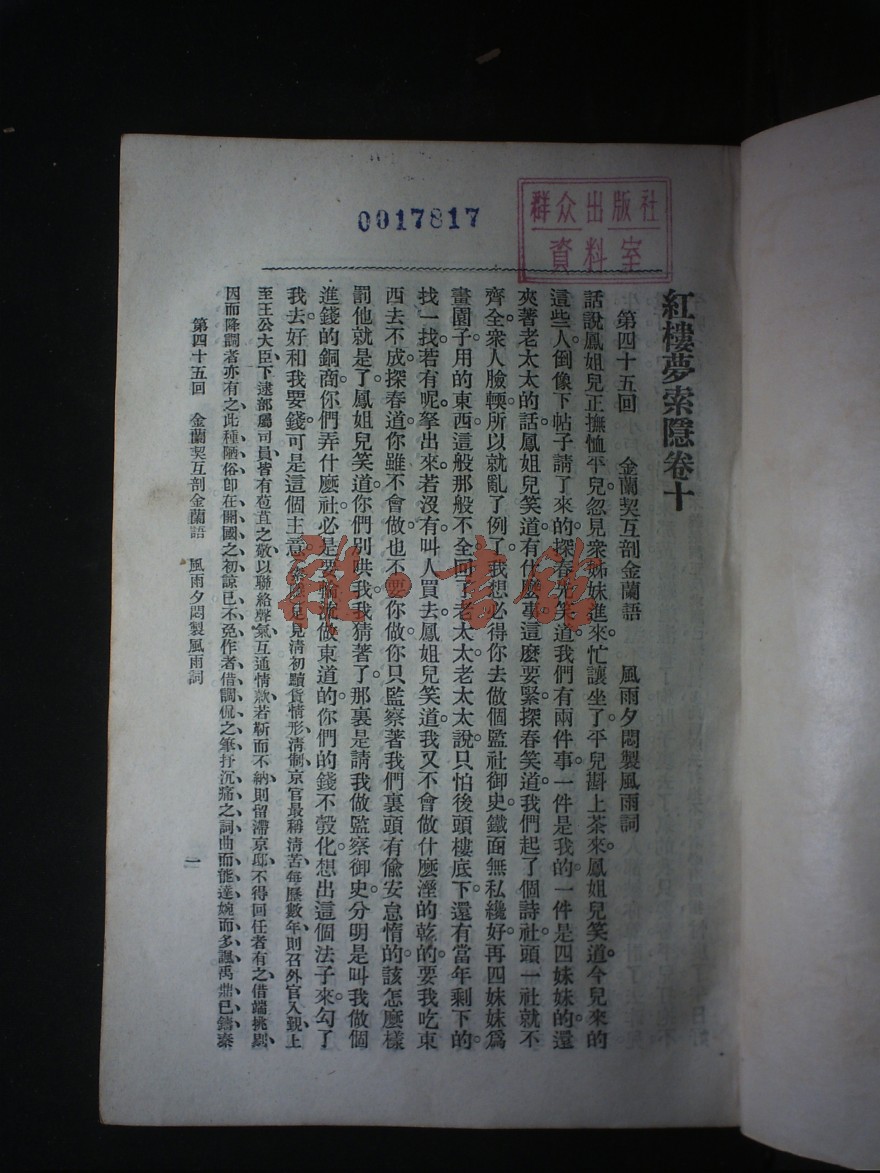 群众出版社
資料室
0017817
紅樓夢索隱卷十
第四十五回 金蘭契互剖金蘭語 風雨夕悶製風雨詞
話說鳳姐兒正撫恤平兒忽見衆姊妹進來忙讓坐了平兒斟上茶來鳳姐兒笑道今兒來的
這些人倒像下帖子請了來的探春先笑道我們有兩件事一件是我的一件是四妹妹的還
夾著老太太的話鳳姐兒笑道有什麽事這麽要緊探春笑道我們起了個詩社頭一社就不
齊全衆人臉輭所以就亂了例了我想必得你去做個監社御史鐵面無私纔好再四妹妹爲
畫園子用的東西這般那般不全回了老太太老太太說只怕後頭樓底下還有當年剩下的
找一找若有呢拏出來若沒有叫人買去鳳姐兒笑道我又不會做什麽溼的乾的要我吃東
西去不成探春道你雖不會做也不要你做你只監察著我們裏頭有偸安怠惰的該怎麽樣
罰他就是了鳳姐兒笑道你們別哄我我猜著了那裏是請我做監察御史分明是叫我做個
進錢的銅商你們弄什麽社必是要輪流做東道的你們的錢不彀化想出這個法子來勾了
我去好和我要錢可是這個主意 足見淸初黷貨情形淸制京官最稱淸苦每歷數年則召外官入覲上
至王公大臣下逮部屬司員皆有苞苴之敬以聯絡聲氣互通情款若靳而不納則留滯京邸不得回任者有之借端挑剔
因而降調者亦有之此種陋俗卽在開國之初諒已不免作者借調侃之筆抒沉痛之詞曲而能達婉而多諷禹鼎已鑄秦
第四十五回 金蘭契互剖金蘭語 風雨夕悶製風雨詞
一
雜·書館